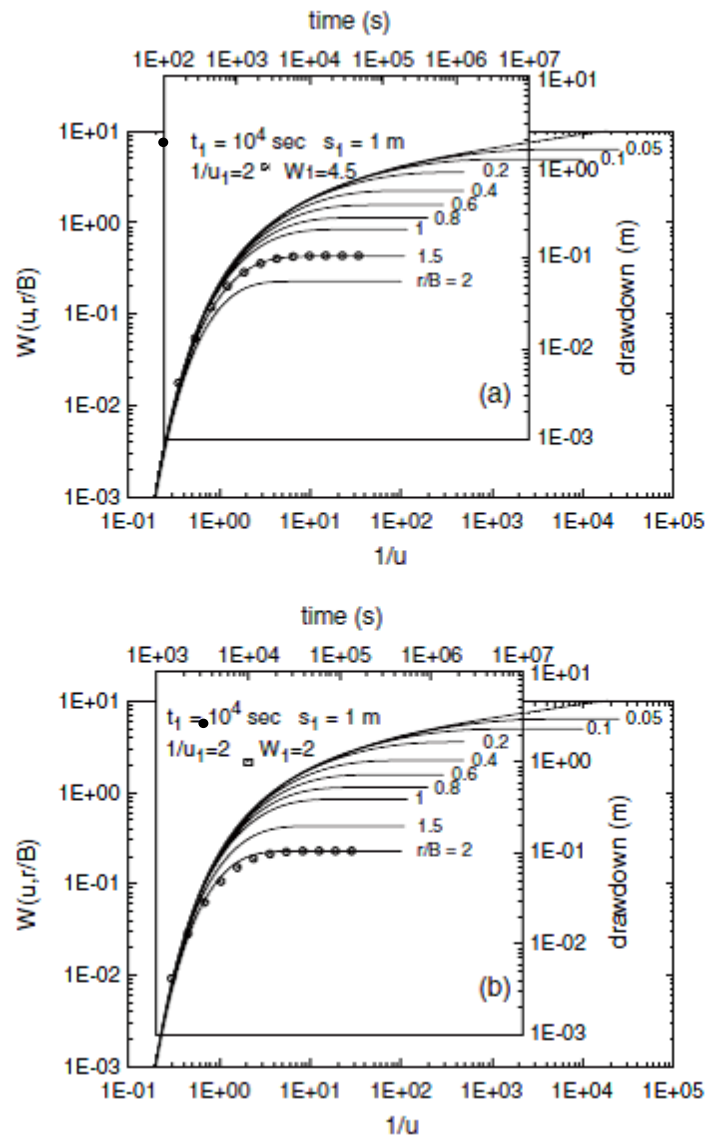 time (s)
1E+02 1E+03 1E+04 1E+05 1E+06 1E+07
1E+01
1E+01
t1 = 10^4 sec s1 = 1 m
1/u1=2 W1=4.5
0.05
0.1
1E+00
0.2
0.4
1E+00
0.6
0.8
1
1.5
1E-01
r/B = 2
1E-01
1E-02
1E-02
(a)
1E-03
1E-03
W(u,r/B)
drawdown (m)
1E-01 1E+00 1E+01 1E+02 1E+03 1E+04 1E+05
1/u
time (s)
1E+03 1E+04 1E+05 1E+06 1E+07
1E+01
1E+01
t1 = 10^4 sec s1 = 1 m
1/u1=2 W1=2
0.05
0.1
0.2
1E+00
0.4
0.6
1E+00
0.8
1
1.5
r/B = 2
1E-01
1E-01
1E-02
1E-02
(b)
1E-03
1E-03
W(u,r/B)
drawdown (m)
1E-01 1E+00 1E+01 1E+02 1E+03 1E+04 1E+05
1/u